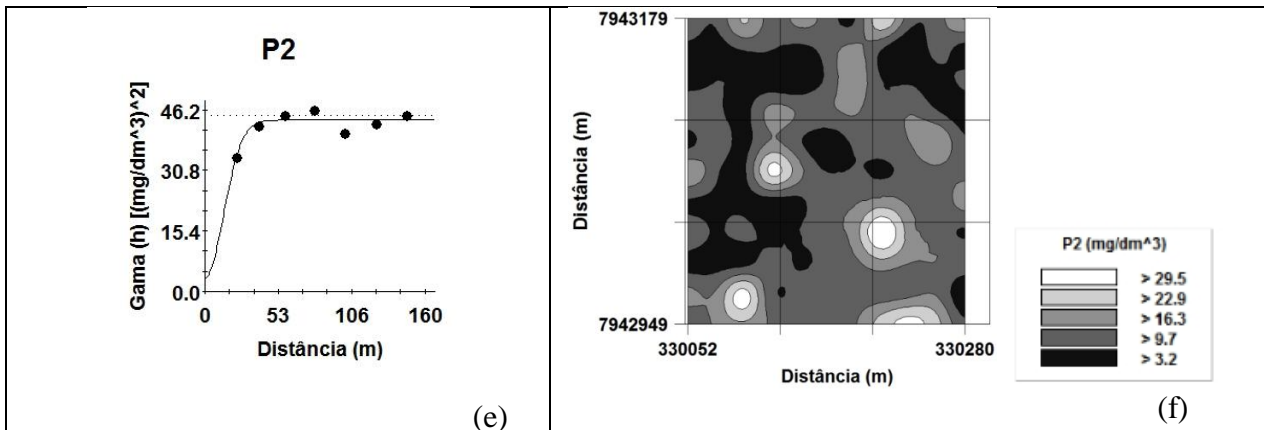 P2
Gama (h) [(mg/dm^3)^2]
46.2
30.8
15.4
0.0
0 53 106 160
Distância (m)
(e)
7943179
Distância (m)
7942949
330052 330280
Distância (m)
P2 (mg/dm^3)
> 29.5
> 22.9
> 16.3
> 9.7
> 3.2
(f)